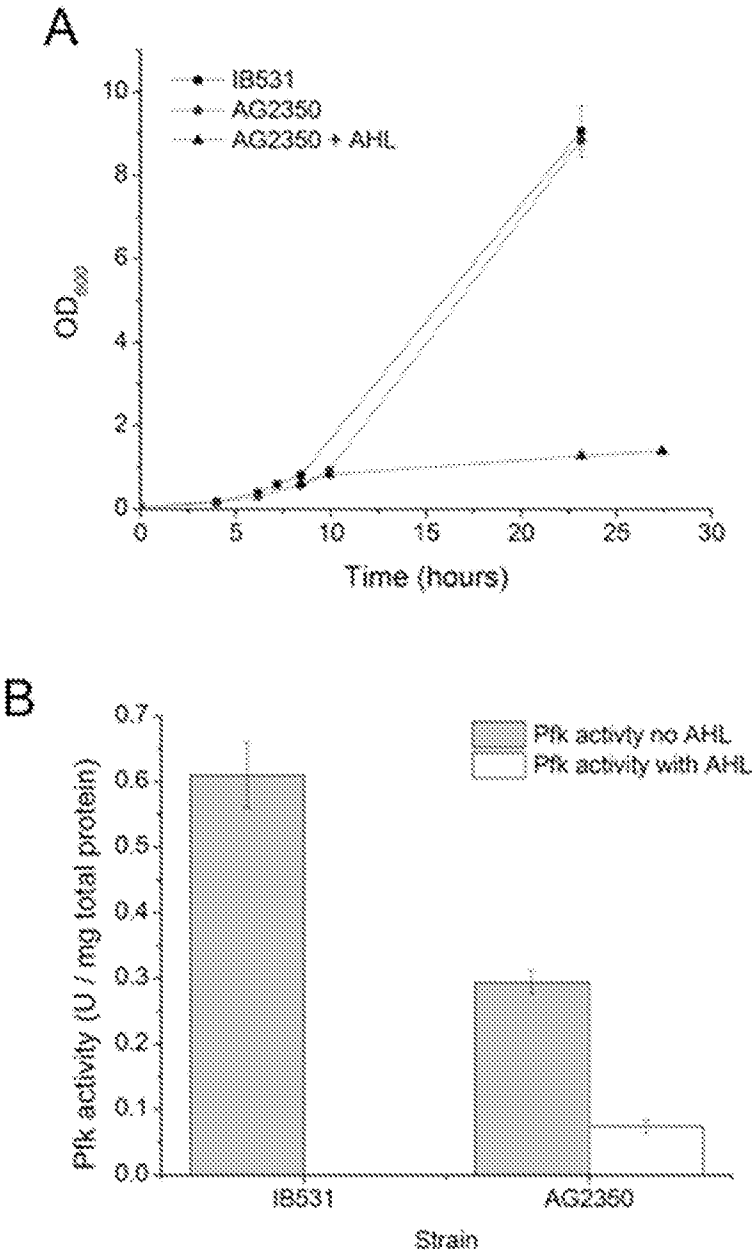 A
IB531
AG2350
AG2350 + AHL
10
8
6
4
2
0
OD600
0 5 10 15 20 25 30
Time (hours)
B
Pfk activty no AHL
Pfk activity with AHL
0.7
0.6
0.5
0.4
0.3
0.2
0.1
0.0
Pfk activity (U / mg total protein)
IB531 AG2350
Strain